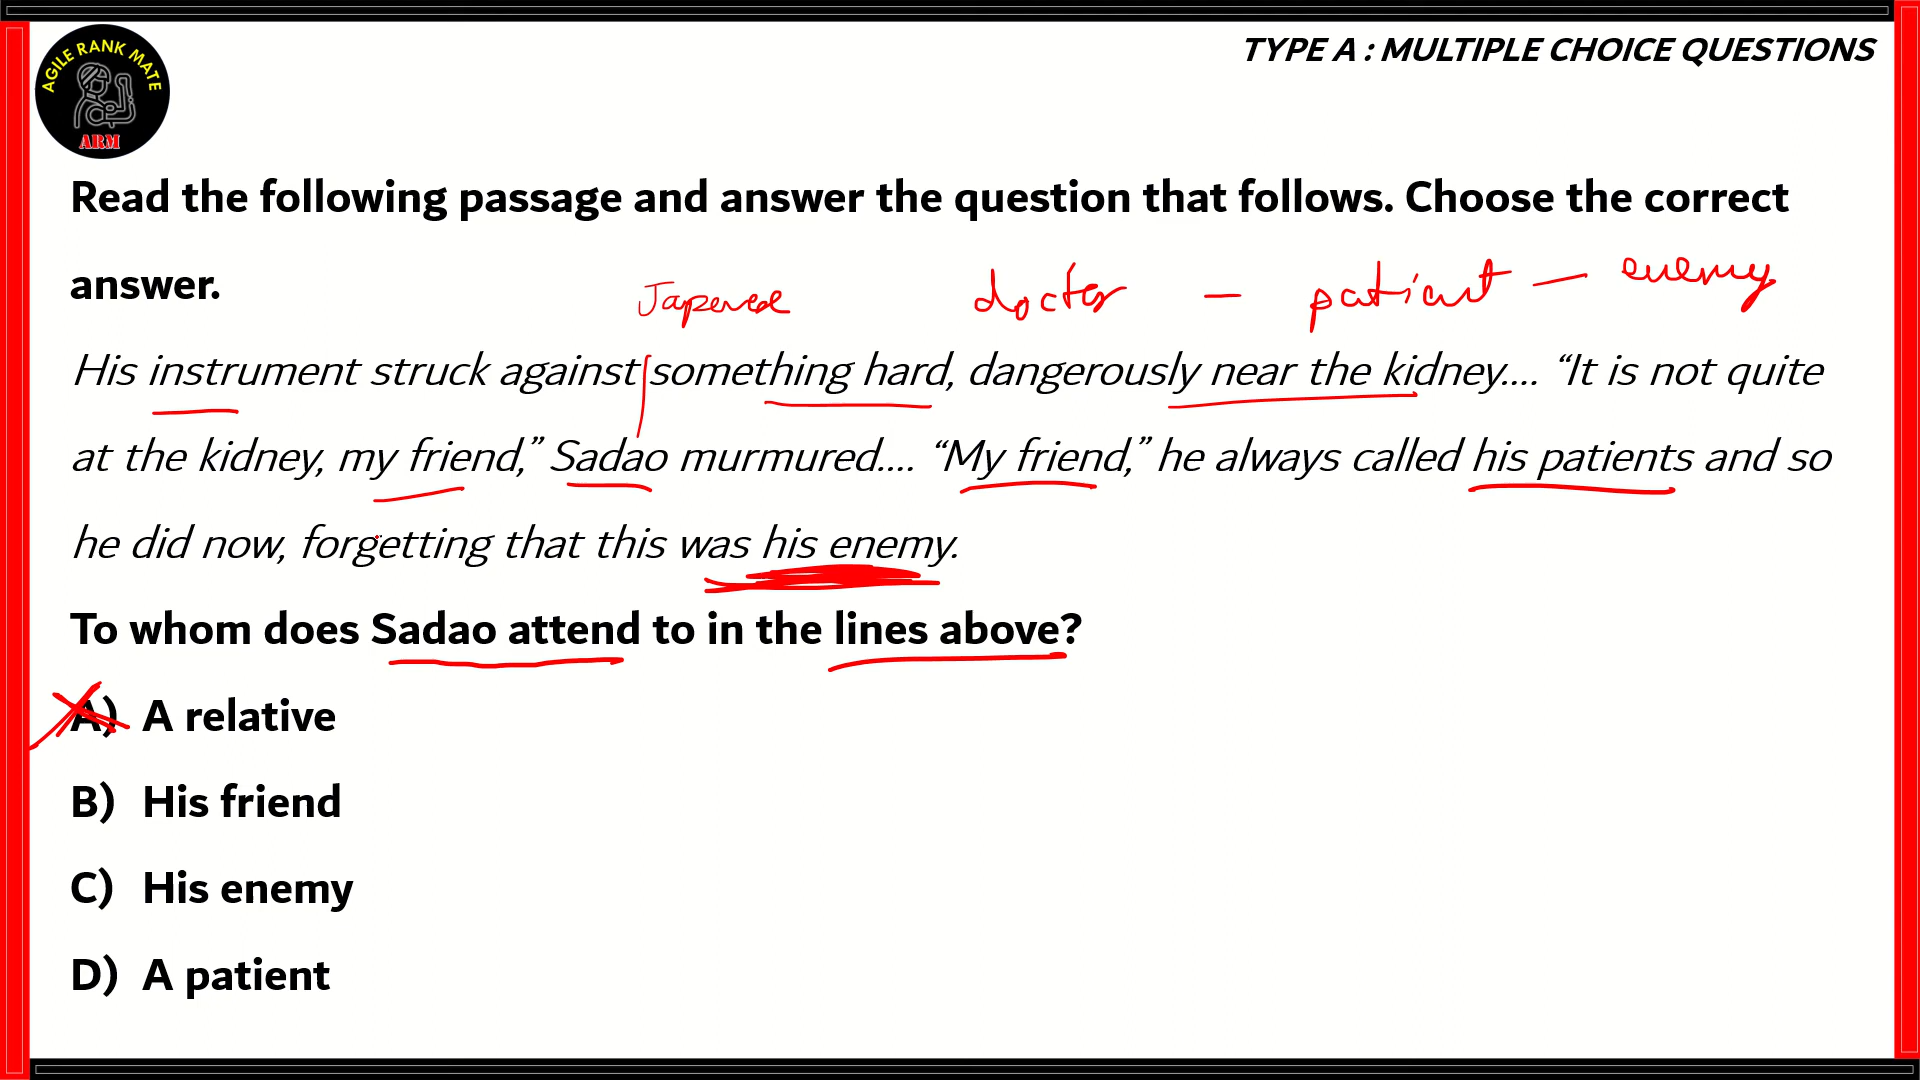 AGILE RANK MATE
ARM
TYPE A : MULTIPLE CHOICE QUESTIONS
Read the following passage and answer the question that follows. Choose the correct
answer.
doctor – patient – enemy
His instrument struck against something hard, dangerously near the kidney.... “It is not quite
at the kidney, my friend,” Sadao murmured.... “My friend,” he always called his patients and so
he did now, forgetting that this was his enemy.
To whom does Sadao attend to in the lines above?
A) A relative
B) His friend
C) His enemy
D) A patient